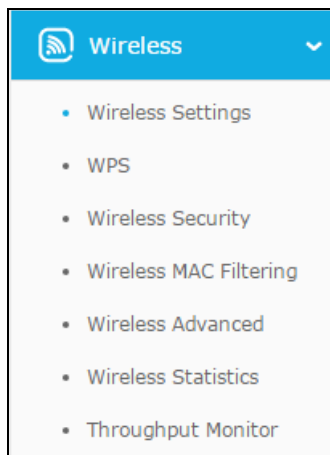 Wireless
Wireless Settings
WPS
Wireless Security
Wireless MAC Filtering
Wireless Advanced
Wireless Statistics
Throughput Monitor